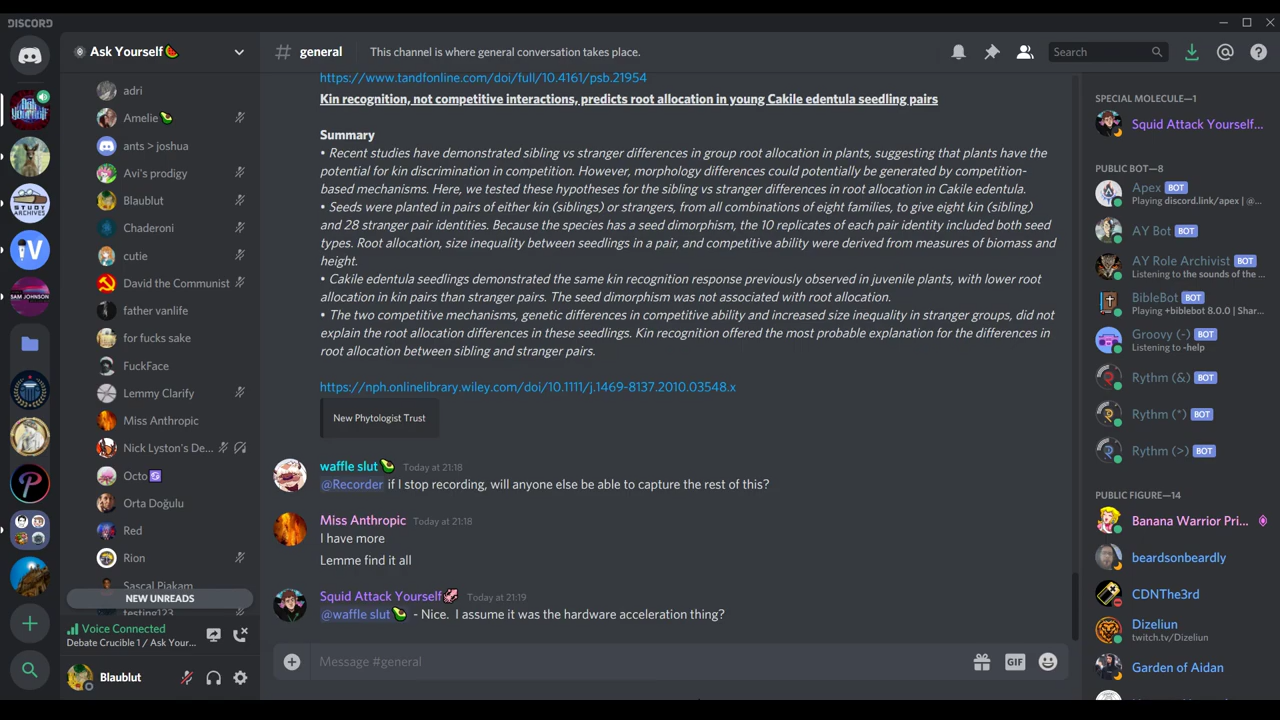 DISCORD
Ask Yourself🍉
# general
This channel is where general conversation takes place.
Search
adri
Amelie🥑
ants > joshua
Avi's prodigy
Blaublut
Chaderoni
cutie
David the Communist
father vanlife
for fucks sake
FuckFace
Lemmy Clarify
Miss Anthropic
Nick Lyston's De...
Octo
Orta Doğulu
Red
Rion
Sascal Piakam
testing123
NEW UNREADS
Voice Connected
Debate Crucible 1 / Ask Your...
Blaublut
SAM JOHNSON
STUDY
ARCHIVES
https://www.tandfonline.com/doi/full/10.4161/psb.21954
Kin recognition, not competitive interactions, predicts root allocation in young Cakile edentula seedling pairs
Summary
• Recent studies have demonstrated sibling vs stranger differences in group root allocation in plants, suggesting that plants have the
potential for kin discrimination in competition. However, morphology differences could potentially be generated by competition-
based mechanisms. Here, we tested these hypotheses for the sibling vs stranger differences in root allocation in Cakile edentula.
• Seeds were planted in pairs of either kin (siblings) or strangers, from all combinations of eight families, to give eight kin (sibling)
and 28 stranger pair identities. Because the species has a seed dimorphism, the 10 replicates of each pair identity included both seed
types. Root allocation, size inequality between seedlings in a pair, and competitive ability were derived from measures of biomass and
height.
• Cakile edentula seedlings demonstrated the same kin recognition response previously observed in juvenile plants, with lower root
allocation in kin pairs than stranger pairs. The seed dimorphism was not associated with root allocation.
• The two competitive mechanisms, genetic differences in competitive ability and increased size inequality in stranger groups, did not
explain the root allocation differences in these seedlings. Kin recognition offered the most probable explanation for the differences in
root allocation between sibling and stranger pairs.
https://nph.onlinelibrary.wiley.com/doi/10.1111/j.1469-8137.2010.03548.x
New Phytologist Trust
waffle slut🥑 Today at 21:18
@Recorder if I stop recording, will anyone else be able to capture the rest of this?
Miss Anthropic Today at 21:18
I have more
Lemme find it all
Squid Attack Yourself🦑 Today at 21:19
@waffle slut🥑 - Nice. I assume it was the hardware acceleration thing?
Message #general
GIF
SPECIAL MOLECULE—1
Squid Attack Yourself...
PUBLIC BOT—8
Apex BOT
Playing discord.link/apex | @...
AY Bot BOT
AY Role Archivist BOT
Listening to the sounds of the ...
BibleBot BOT
Playing +biblebot 8.0.0 | Shar...
Groovy (-) BOT
Listening to -help
Rythm (&) BOT
Rythm (*) BOT
Rythm (>) BOT
PUBLIC FIGURE—14
Banana Warrior Pri...
beardsonbeardly
CDNThe3rd
Dizeliun
twitch.tv/Dizeliun
Garden of Aidan